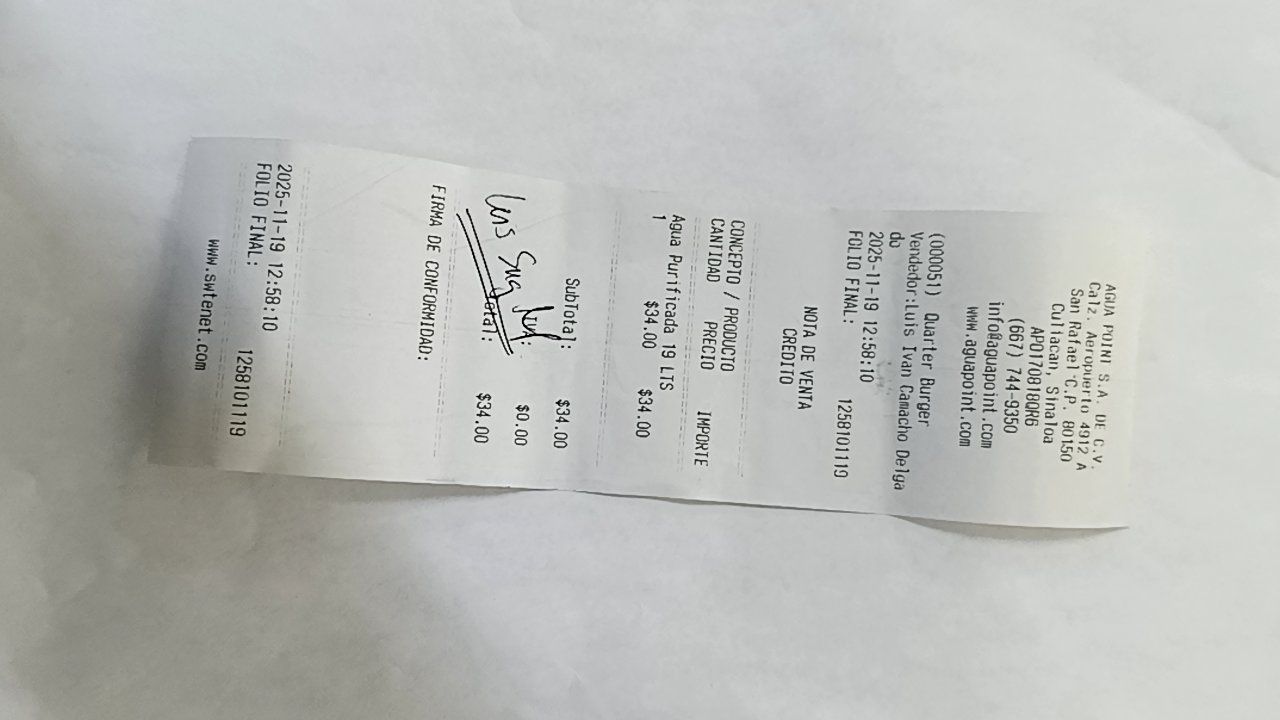 AGUA POINT S.A. DE C.V.
Calz. Aeropuerto 4912 A
San Rafael C.P. 80150
Culiacan, Sinaloa
APO170818QR6
(667) 744-9350
info@aguapoint.com
www.aguapoint.com
(000051) Quarter Burger
Vendedor:Luis Ivan Camacho Delga
do
2025-11-19 12:58:10
FOLIO FINAL: 1258101119
NOTA DE VENTA
CREDITO
CONCEPTO / PRODUCTO
CANTIDAD PRECIO IMPORTE
Agua Purificada 19 LTS
1 $34.00 $34.00
SubTotal: $34.00
$0.00
Total: $34.00
FIRMA DE CONFORMIDAD:
2025-11-19 12:58:10
FOLIO FINAL: 1258101119
www.swtenet.com